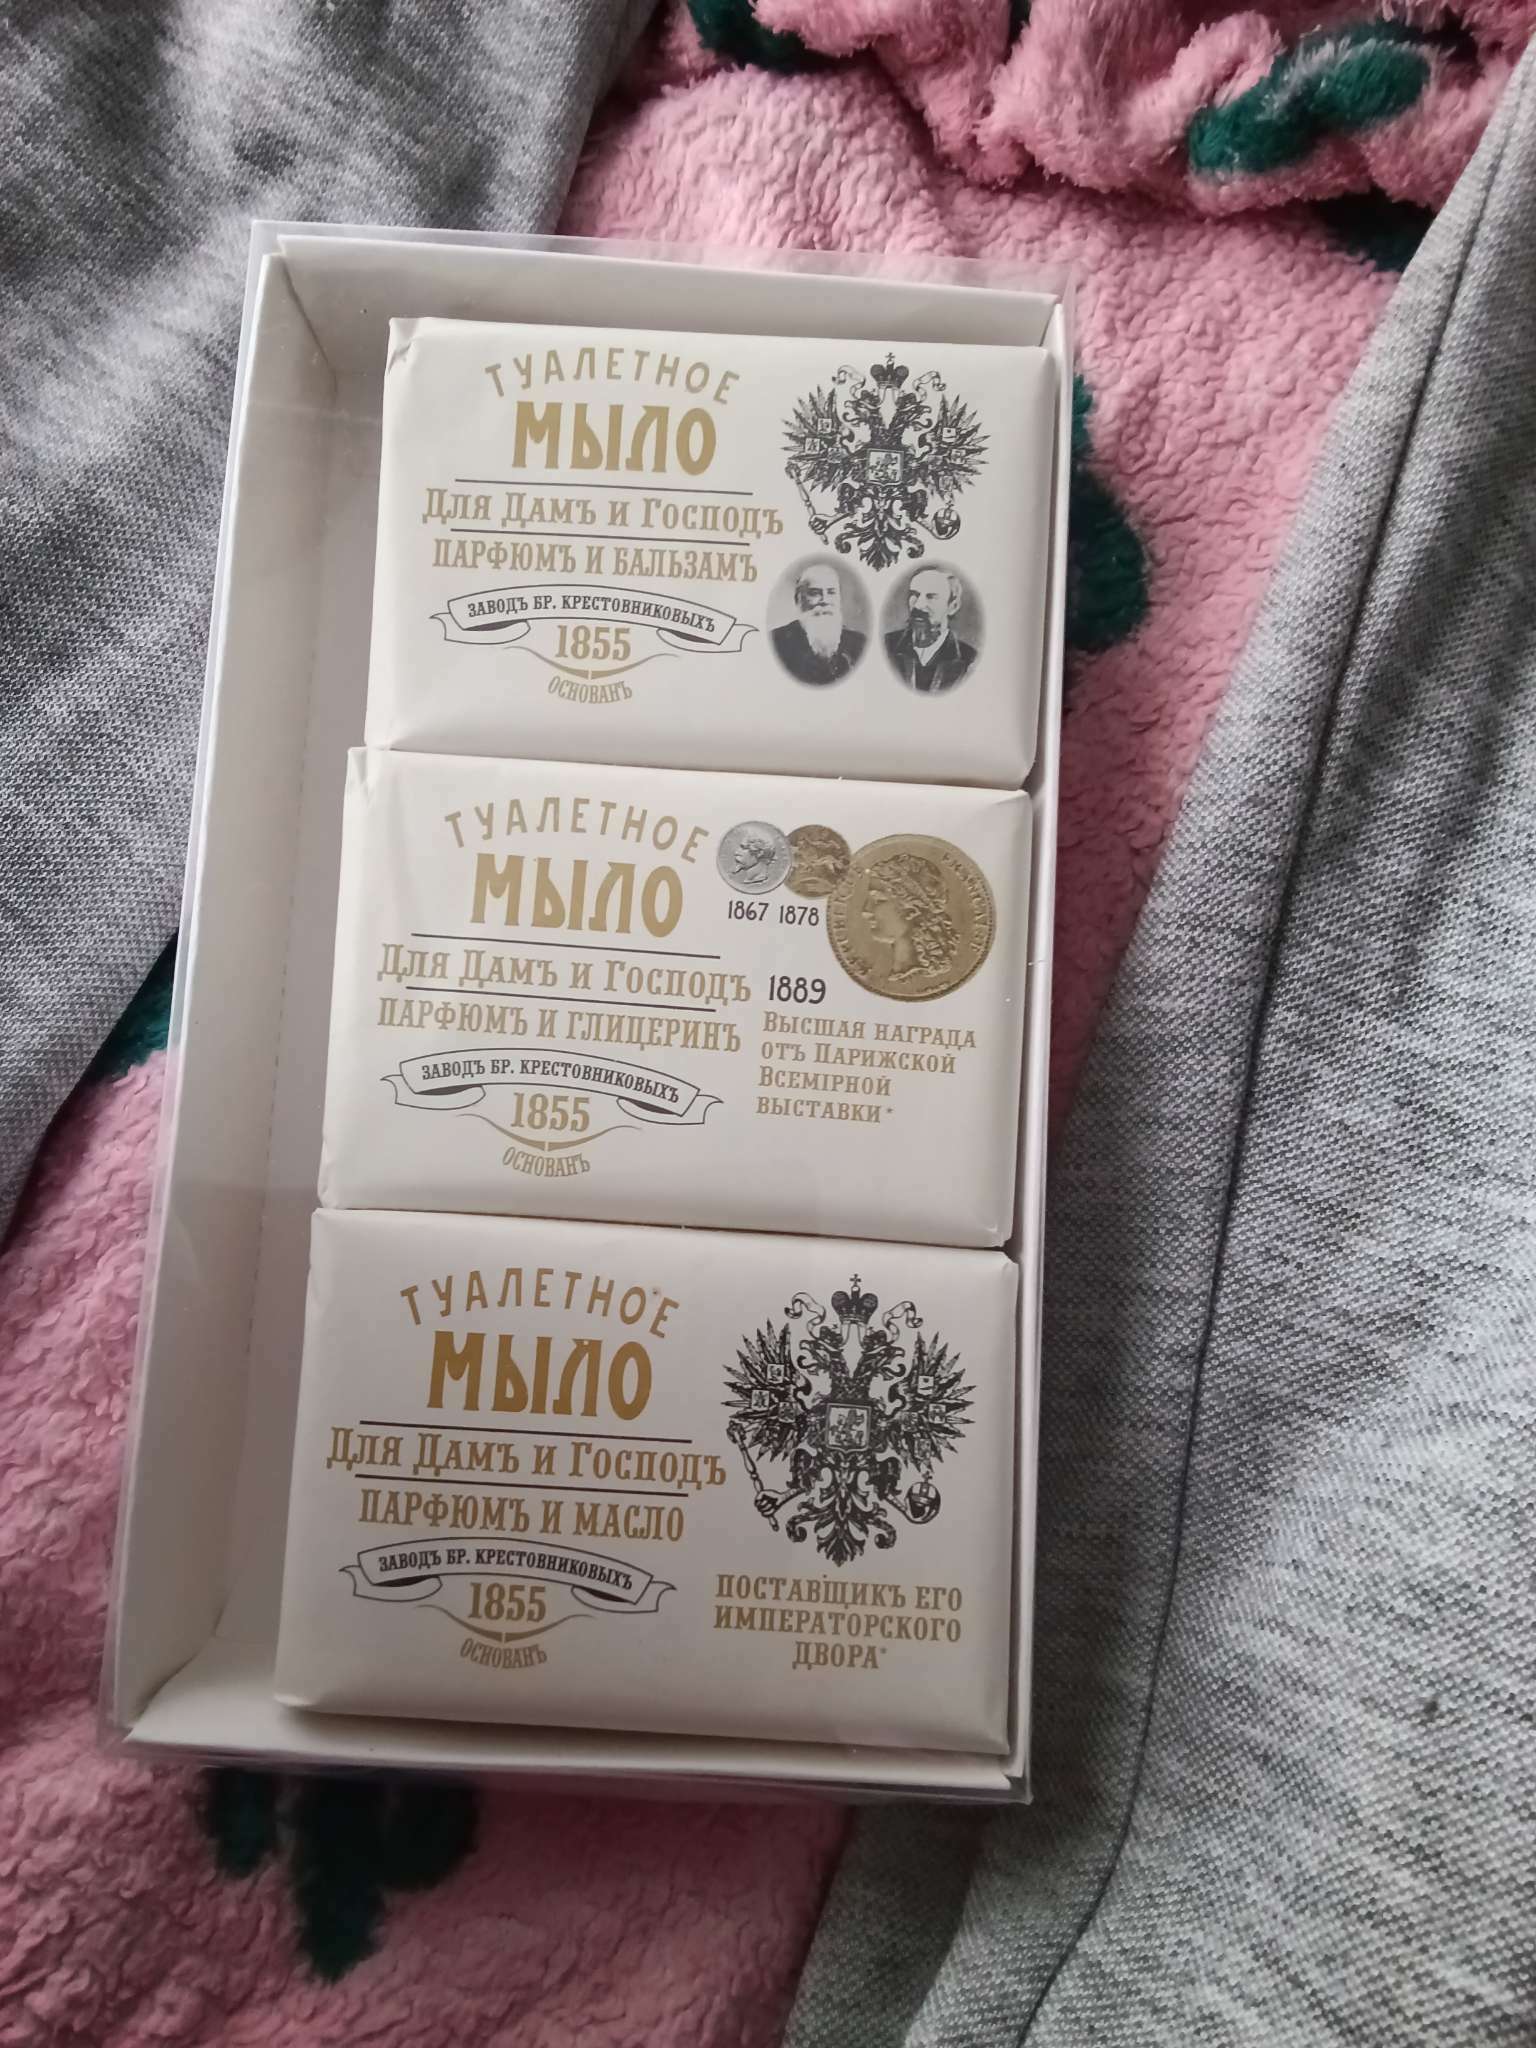 ТУАЛЕТНОЕ
МЫЛО
Для Дамъ и Господъ
ПАРФЮМЪ И БАЛЬЗАМЪ
ЗАВОДЪ БР. КРЕСТОВНИКОВЫХЪ
1855
ОСНОВАНЪ
ТУАЛЕТНОЕ
МЫЛО
Для Дамъ и Господъ
ПАРФЮМЪ И ГЛИЦЕРИНЪ
ЗАВОДЪ БР. КРЕСТОВНИКОВЫХЪ
1855
ОСНОВАНЪ
1867 1878
1889
Высшая награда
отъ Парижской
Всемiрной
выставки*
ТУАЛЕТНОЕ
МЫЛО
Для Дамъ и Господъ
ПАРФЮМЪ И МАСЛО
ЗАВОДЪ БР. КРЕСТОВНИКОВЫХЪ
1855
ОСНОВАНЪ
ПОСТАВЩИКЪ ЕГО
ИМПЕРАТОРСКОГО
ДВОРА*